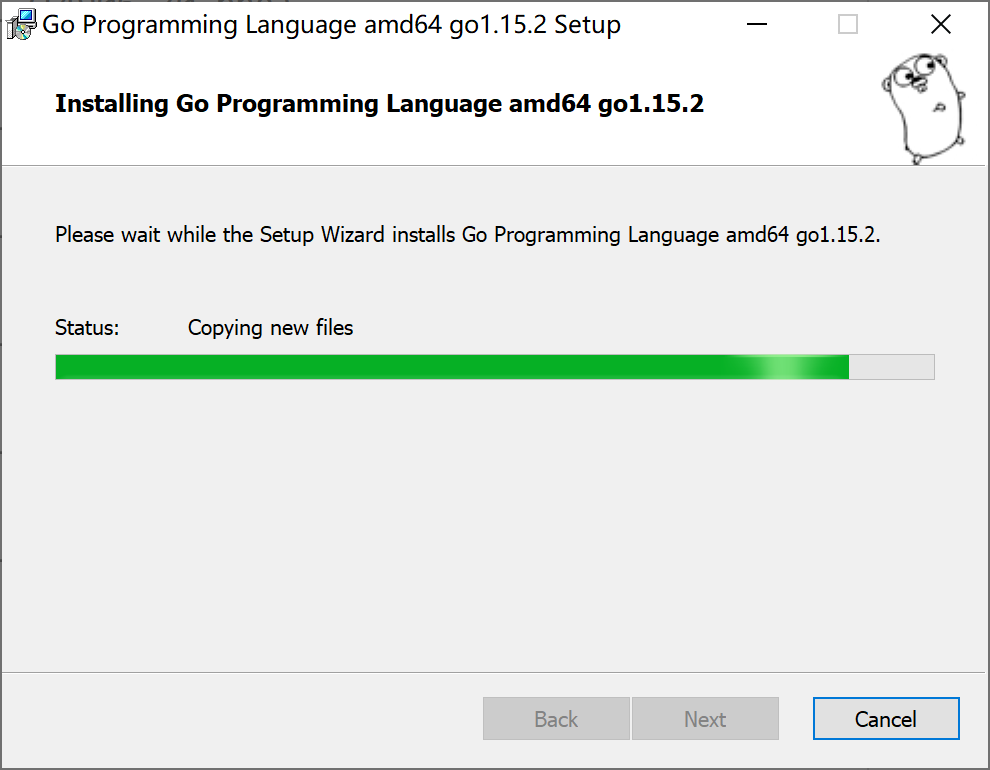 Go Programming Language amd64 go1.15.2 Setup
Installing Go Programming Language amd64 go1.15.2
Please wait while the Setup Wizard installs Go Programming Language amd64 go1.15.2.
Status: Copying new files
Back Next Cancel